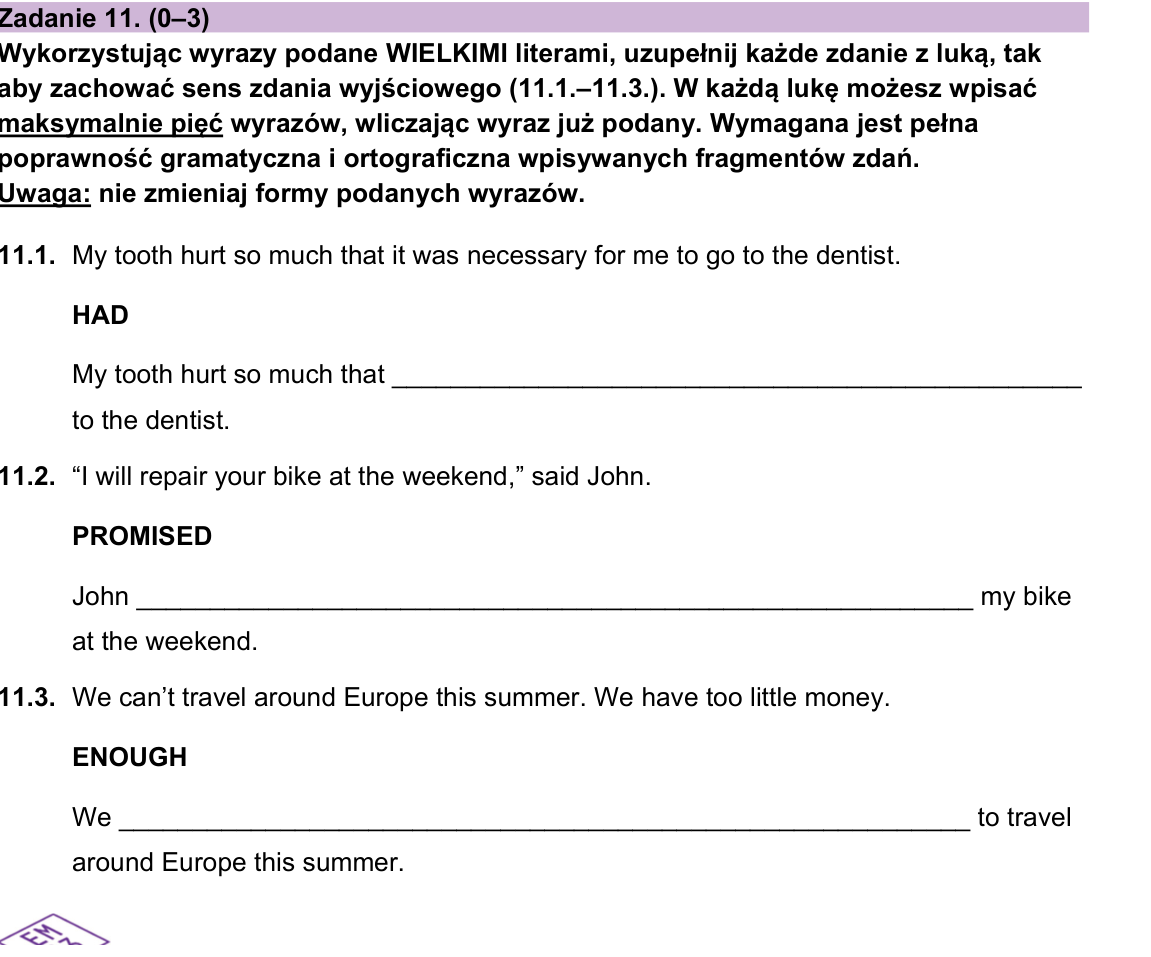 Zadanie 11. (0–3)
Wykorzystując wyrazy podane WIELKIMI literami, uzupełnij każde zdanie z luką, tak
aby zachować sens zdania wyjściowego (11.1.–11.3.). W każdą lukę możesz wpisać
maksymalnie pięć wyrazów, wliczając wyraz już podany. Wymagana jest pełna
poprawność gramatyczna i ortograficzna wpisywanych fragmentów zdań.
Uwaga: nie zmieniaj formy podanych wyrazów.
11.1. My tooth hurt so much that it was necessary for me to go to the dentist.
HAD
My tooth hurt so much that ________________________________________________
to the dentist.
11.2. “I will repair your bike at the weekend,” said John.
PROMISED
John __________________________________________________________ my bike
at the weekend.
11.3. We can’t travel around Europe this summer. We have too little money.
ENOUGH
We ___________________________________________________________ to travel
around Europe this summer.